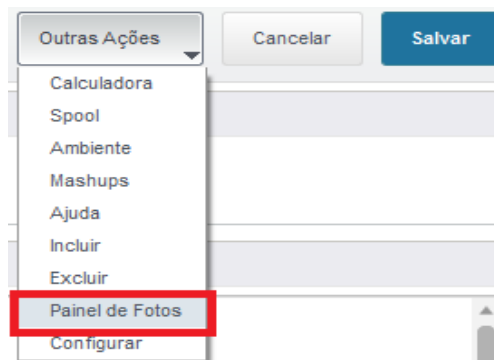 Outras Ações Cancelar Salvar
Calculadora
Spool
Ambiente
Mashups
Ajuda
Incluir
Excluir
Painel de Fotos
Configurar